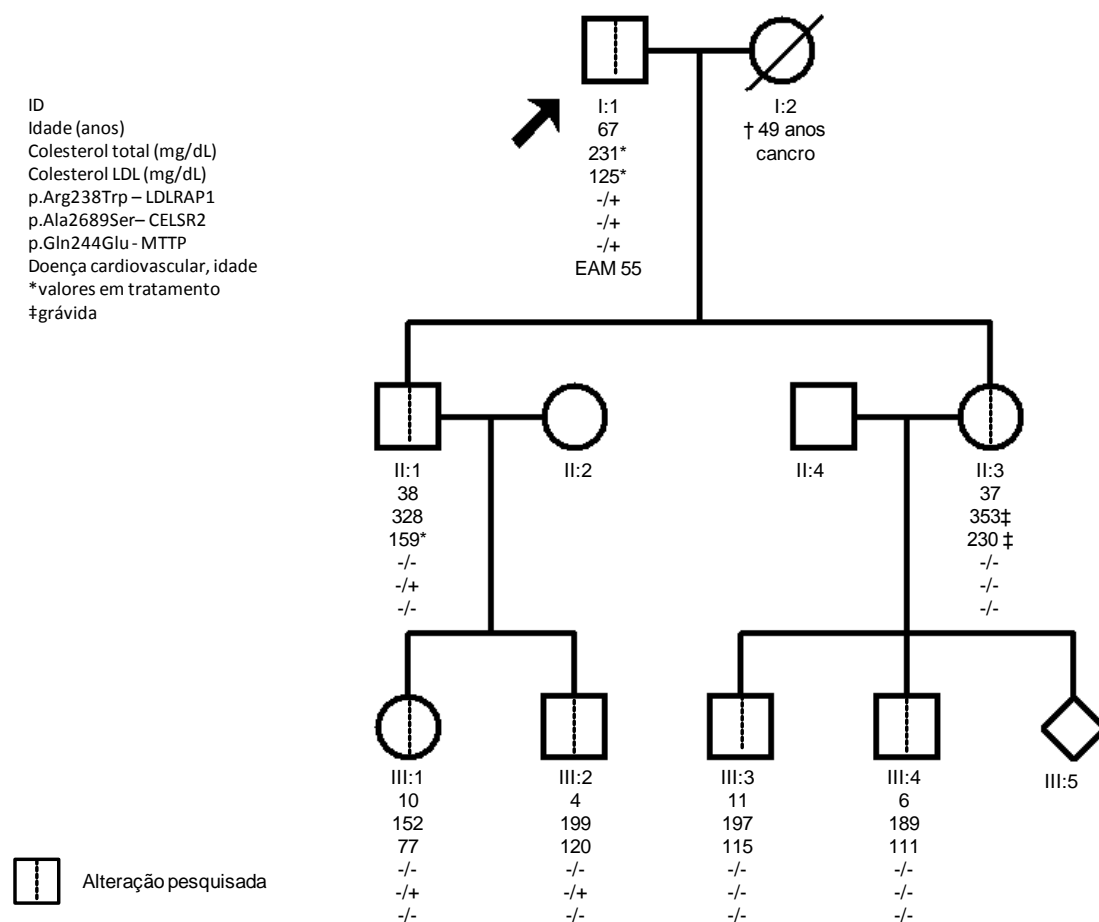 ID
Idade (anos)
Colesterol total (mg/dL)
Colesterol LDL (mg/dL)
p.Arg238Trp – LDLRAP1
p.Ala2689Ser– CELSR2
p.Gln244Glu - MTTP
Doença cardiovascular, idade
*valores em tratamento
‡grávida
I:1
67
231*
125*
-/+
-/+
-/+
EAM 55
I:2
† 49 anos
cancro
II:1
38
328
159*
-/-
-/+
-/-
II:2
II:4
II:3
37
353‡
230 ‡
-/-
-/-
-/-
III:1
10
152
77
-/-
-/+
-/-
III:2
4
199
120
-/-
-/+
-/-
III:3
11
197
115
-/-
-/-
-/-
III:4
6
189
111
-/-
-/-
-/-
III:5
Alteração pesquisada